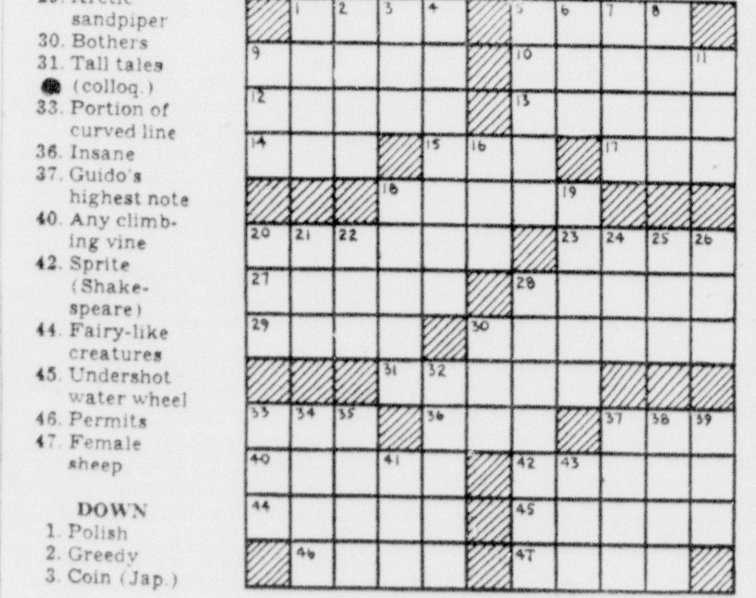 29. Arctic
sandpiper
30. Bothers
31. Tall tales
(colloq.)
33. Portion of
curved line
36. Insane
37. Guido's
highest note
40. Any climb-
ing vine
42. Sprite
(Shake-
speare)
44. Fairy-like
creatures
45. Undershot
water wheel
46. Permits
47. Female
sheep
DOWN
1. Polish
2. Greedy
3. Coin (Jap.)
1 2 3 4 5 6 7 8
9 10 11
12 13
14 15 16 17
18 19
20 21 22 23 24 25 26
27 28
29 30
31 32
33 34 35 36 37 38 39
40 41 42 43
44 45
46 47